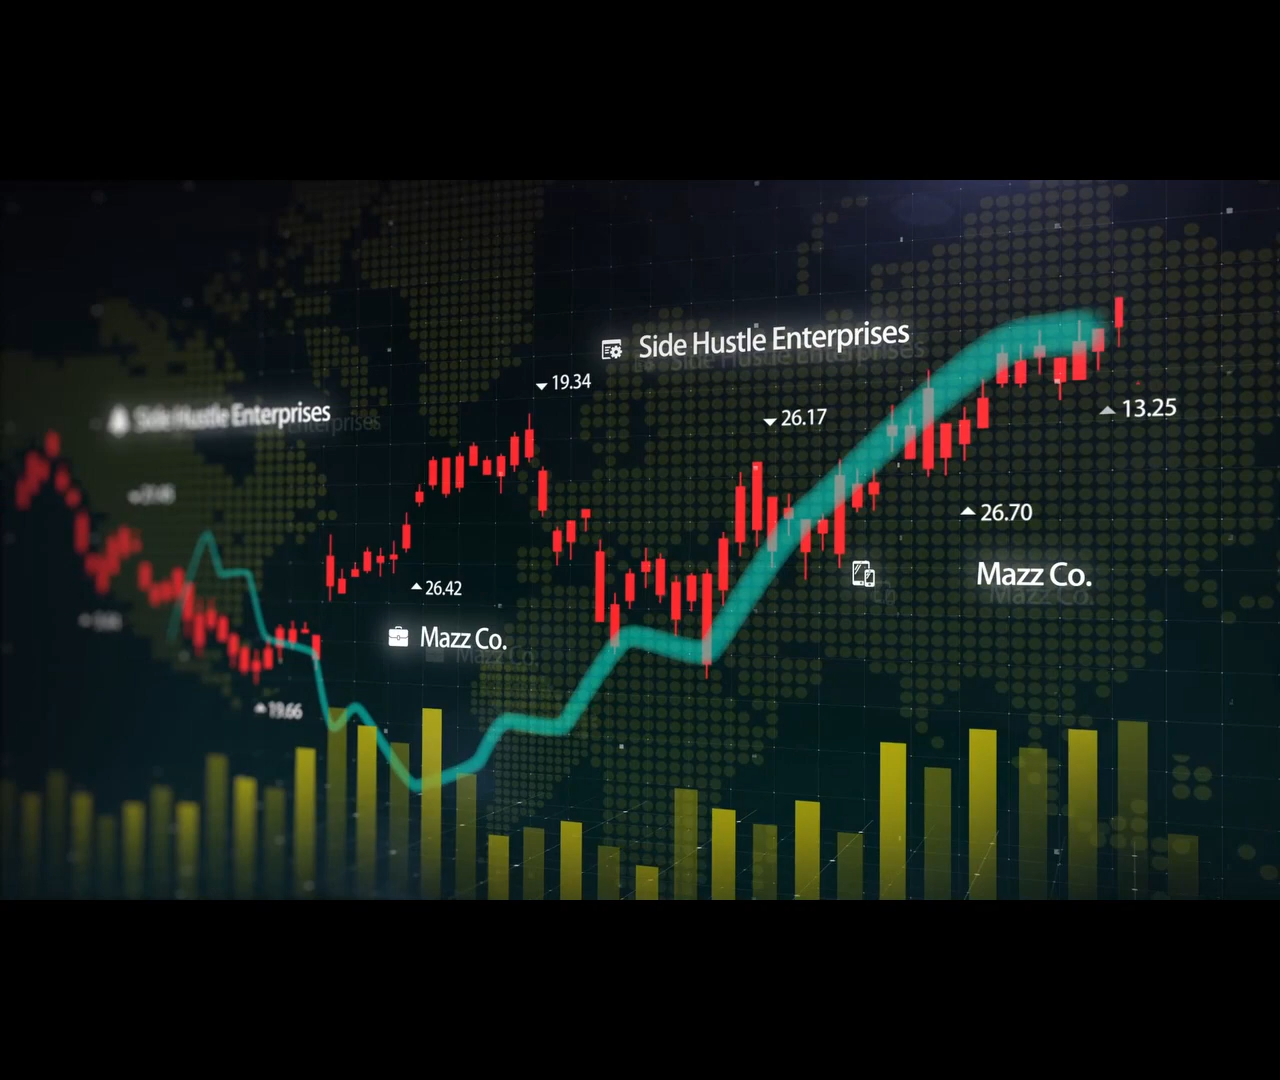 Side Hustle Enterprises
19.34
Side Hustle Enterprises
26.17
13.25
26.70
Mazz Co.
26.42
Mazz Co.
19.66